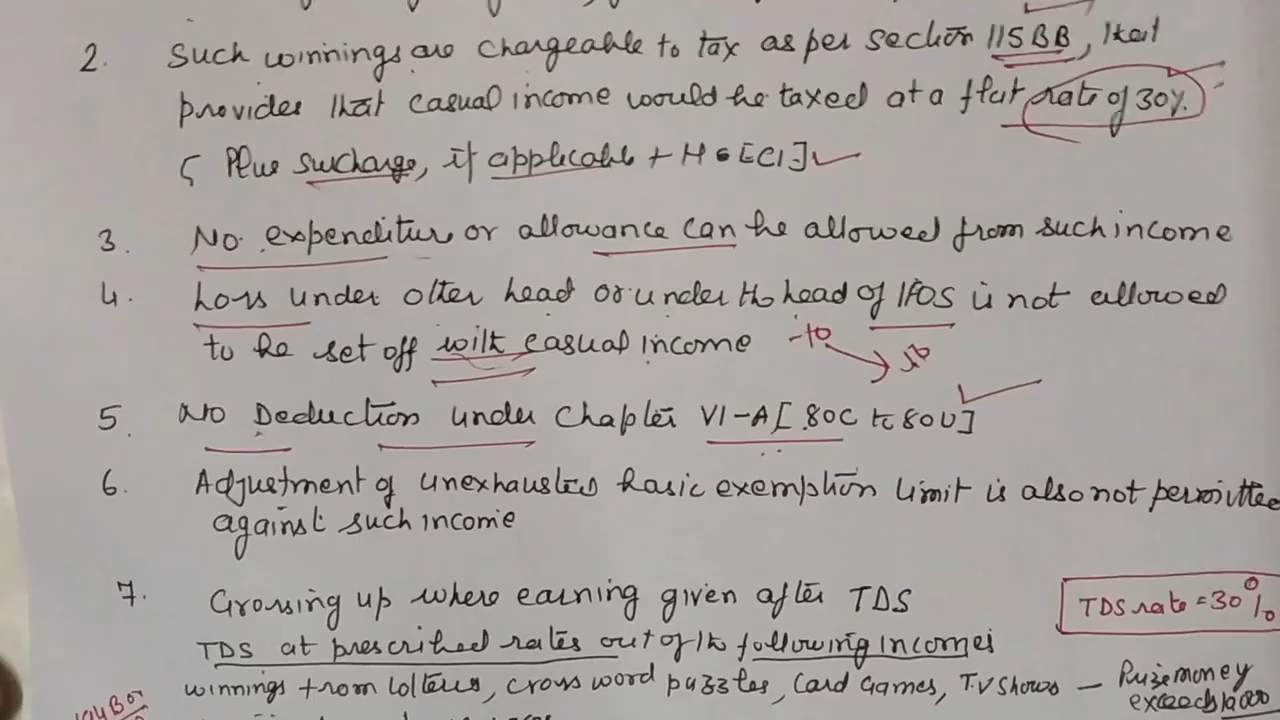 2. Such winnings are chargeable to tax as per section 115BB, that
provides that casual income would be taxed at a flat rate of 30%.
Plus surcharge, if applicable + H & [CI]
3. No expenditure or allowance can be allowed from such income
4. Loss under other head or under the head of IFOS is not allowed
to be set off with casual income
5. No Deduction under Chapter VI-A [80C to 80U]
6. Adjustment of unexhausted basic exemption limit is also not permitted
against such income
7. Grossing up where earning given after TDS
TDS rate = 30%
TDS at prescribed rates out of the following incomes
winnings from lotteries, cross word puzzles, Card Games, T.V Shows — Prize money
exceeds 10000
194B